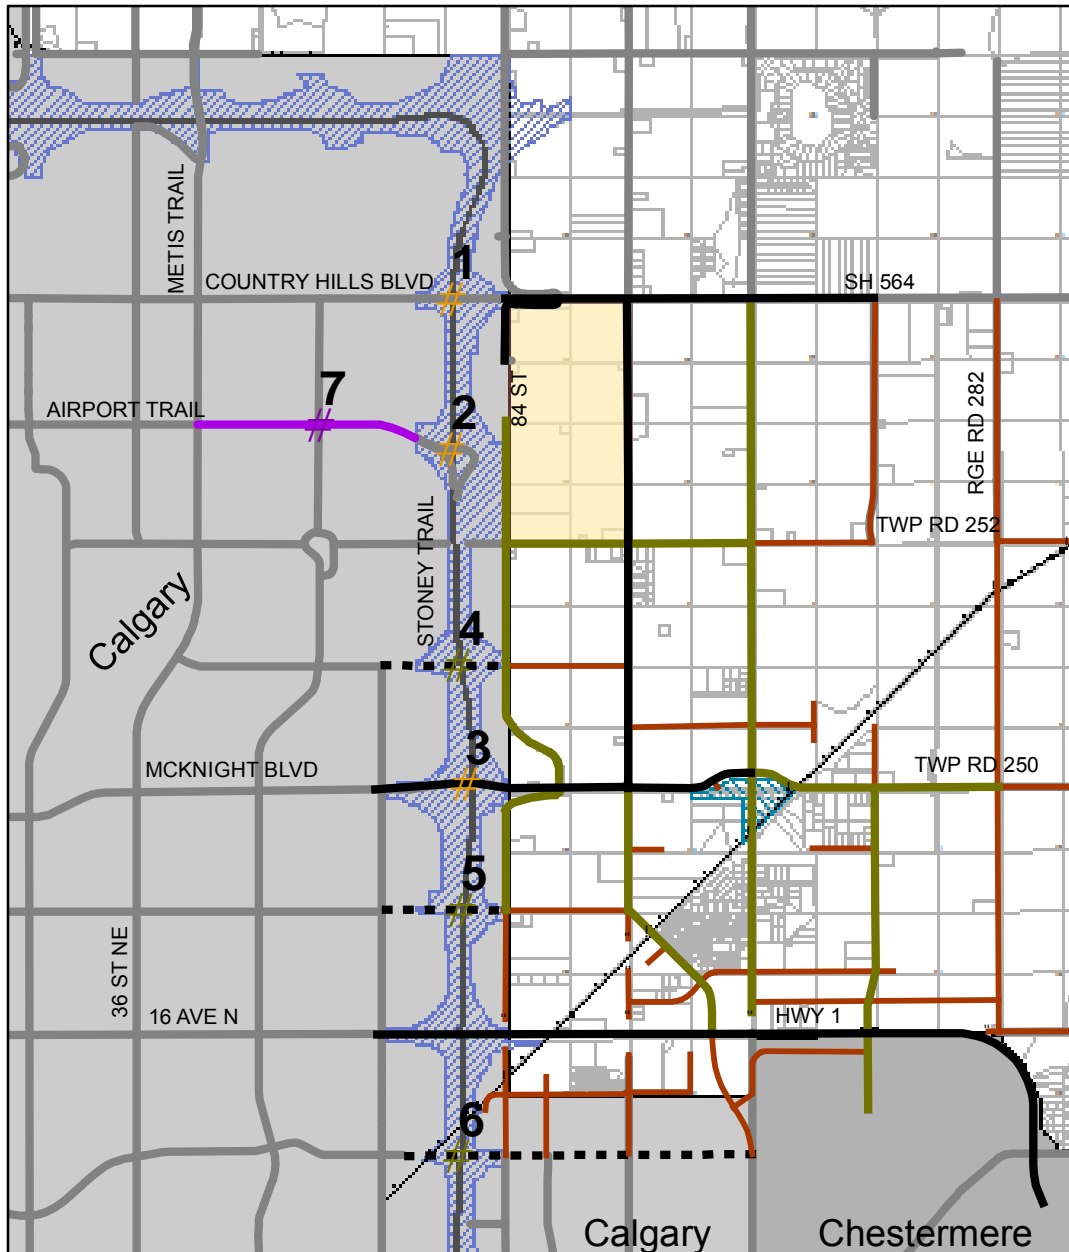 METIS TRAIL
1
COUNTRY HILLS BLVD
SH 564
7
84 ST
RGE RD 282
AIRPORT TRAIL
2
TWP RD 252
STONEY TRAIL
Calgary
4
3
MCKNIGHT BLVD
TWP RD 250
5
36 ST NE
16 AVE N
HWY 1
6
Calgary
Chestermere